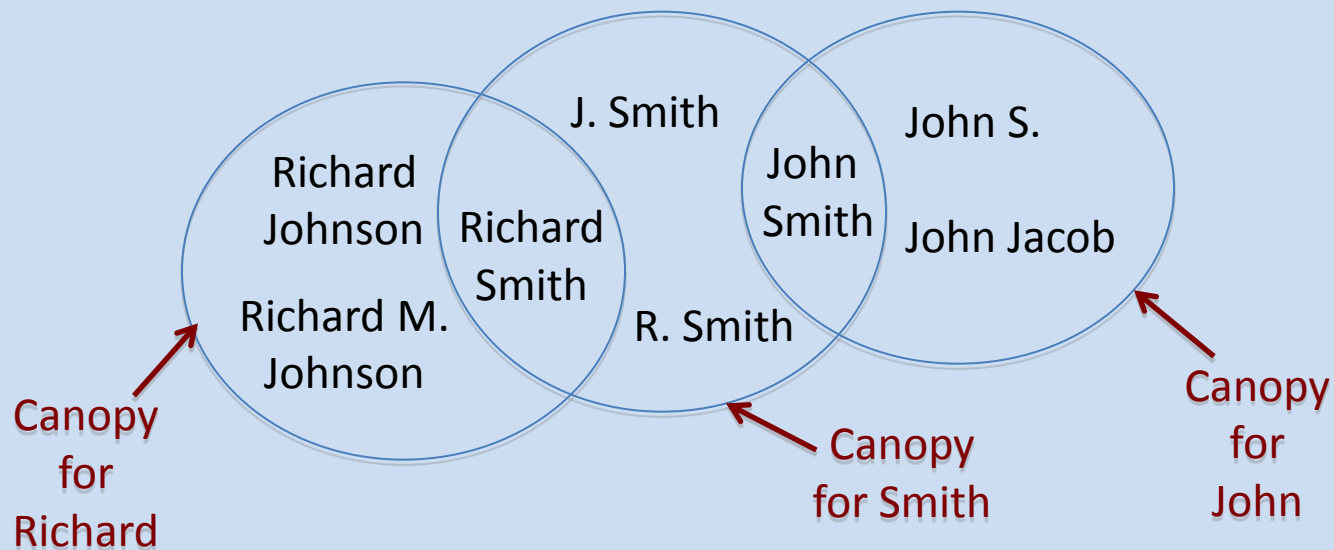 Richard
Johnson
Richard M.
Johnson
Richard
Smith
J. Smith
R. Smith
John
Smith
John S.
John Jacob
Canopy
for
Richard
Canopy
for Smith
Canopy
for
John